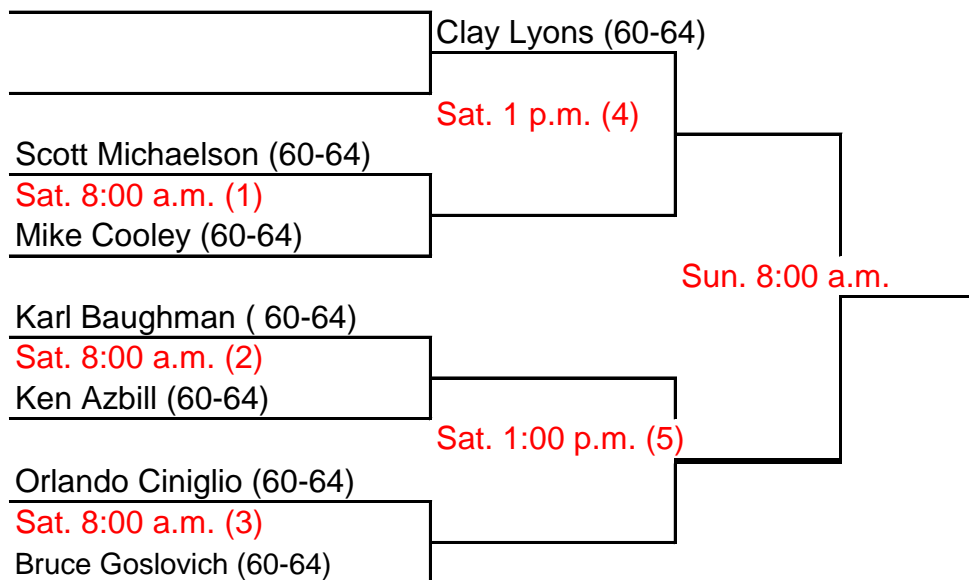 Clay Lyons (60-64)
Sat. 1 p.m. (4)
Scott Michaelson (60-64)
Sat. 8:00 a.m. (1)
Mike Cooley (60-64)
Sun. 8:00 a.m.
Karl Baughman ( 60-64)
Sat. 8:00 a.m. (2)
Ken Azbill (60-64)
Sat. 1:00 p.m. (5)
Orlando Ciniglio (60-64)
Sat. 8:00 a.m. (3)
Bruce Goslovich (60-64)